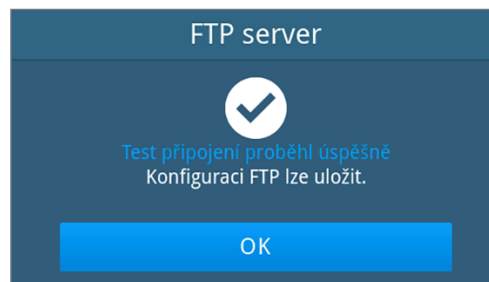 FTP server
Test připojení proběhl úspěšně
Konfiguraci FTP lze uložit.
OK